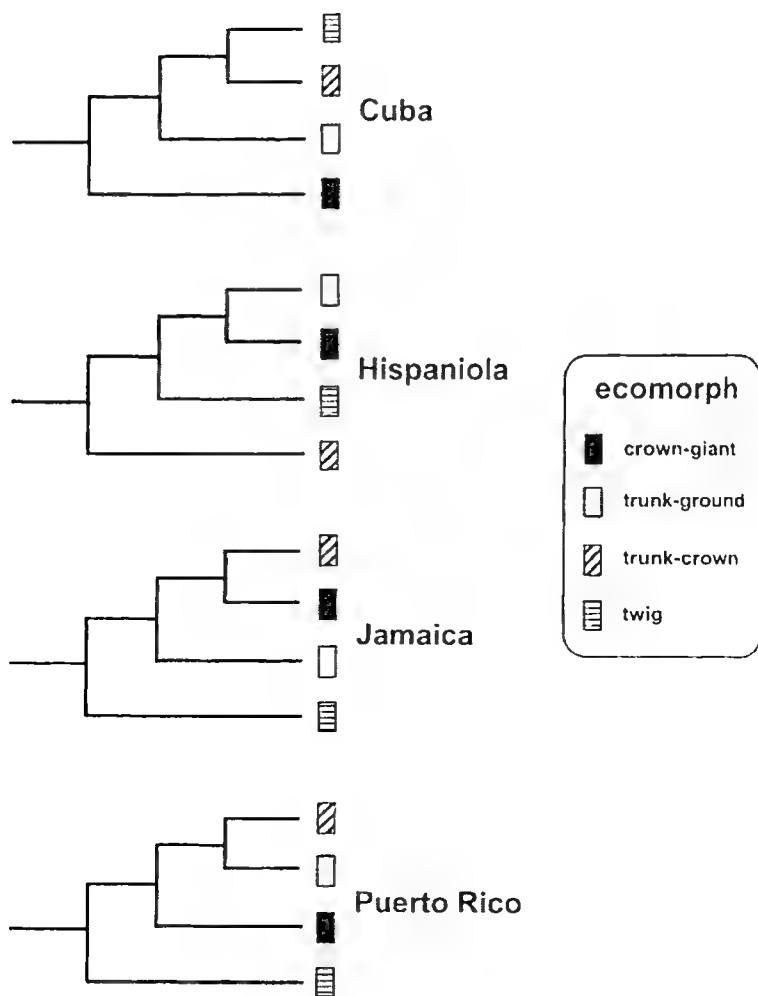 Cuba
Hispaniola
Jamaica
Puerto Rico
ecomorph
crown-giant
trunk-ground
trunk-crown
twig